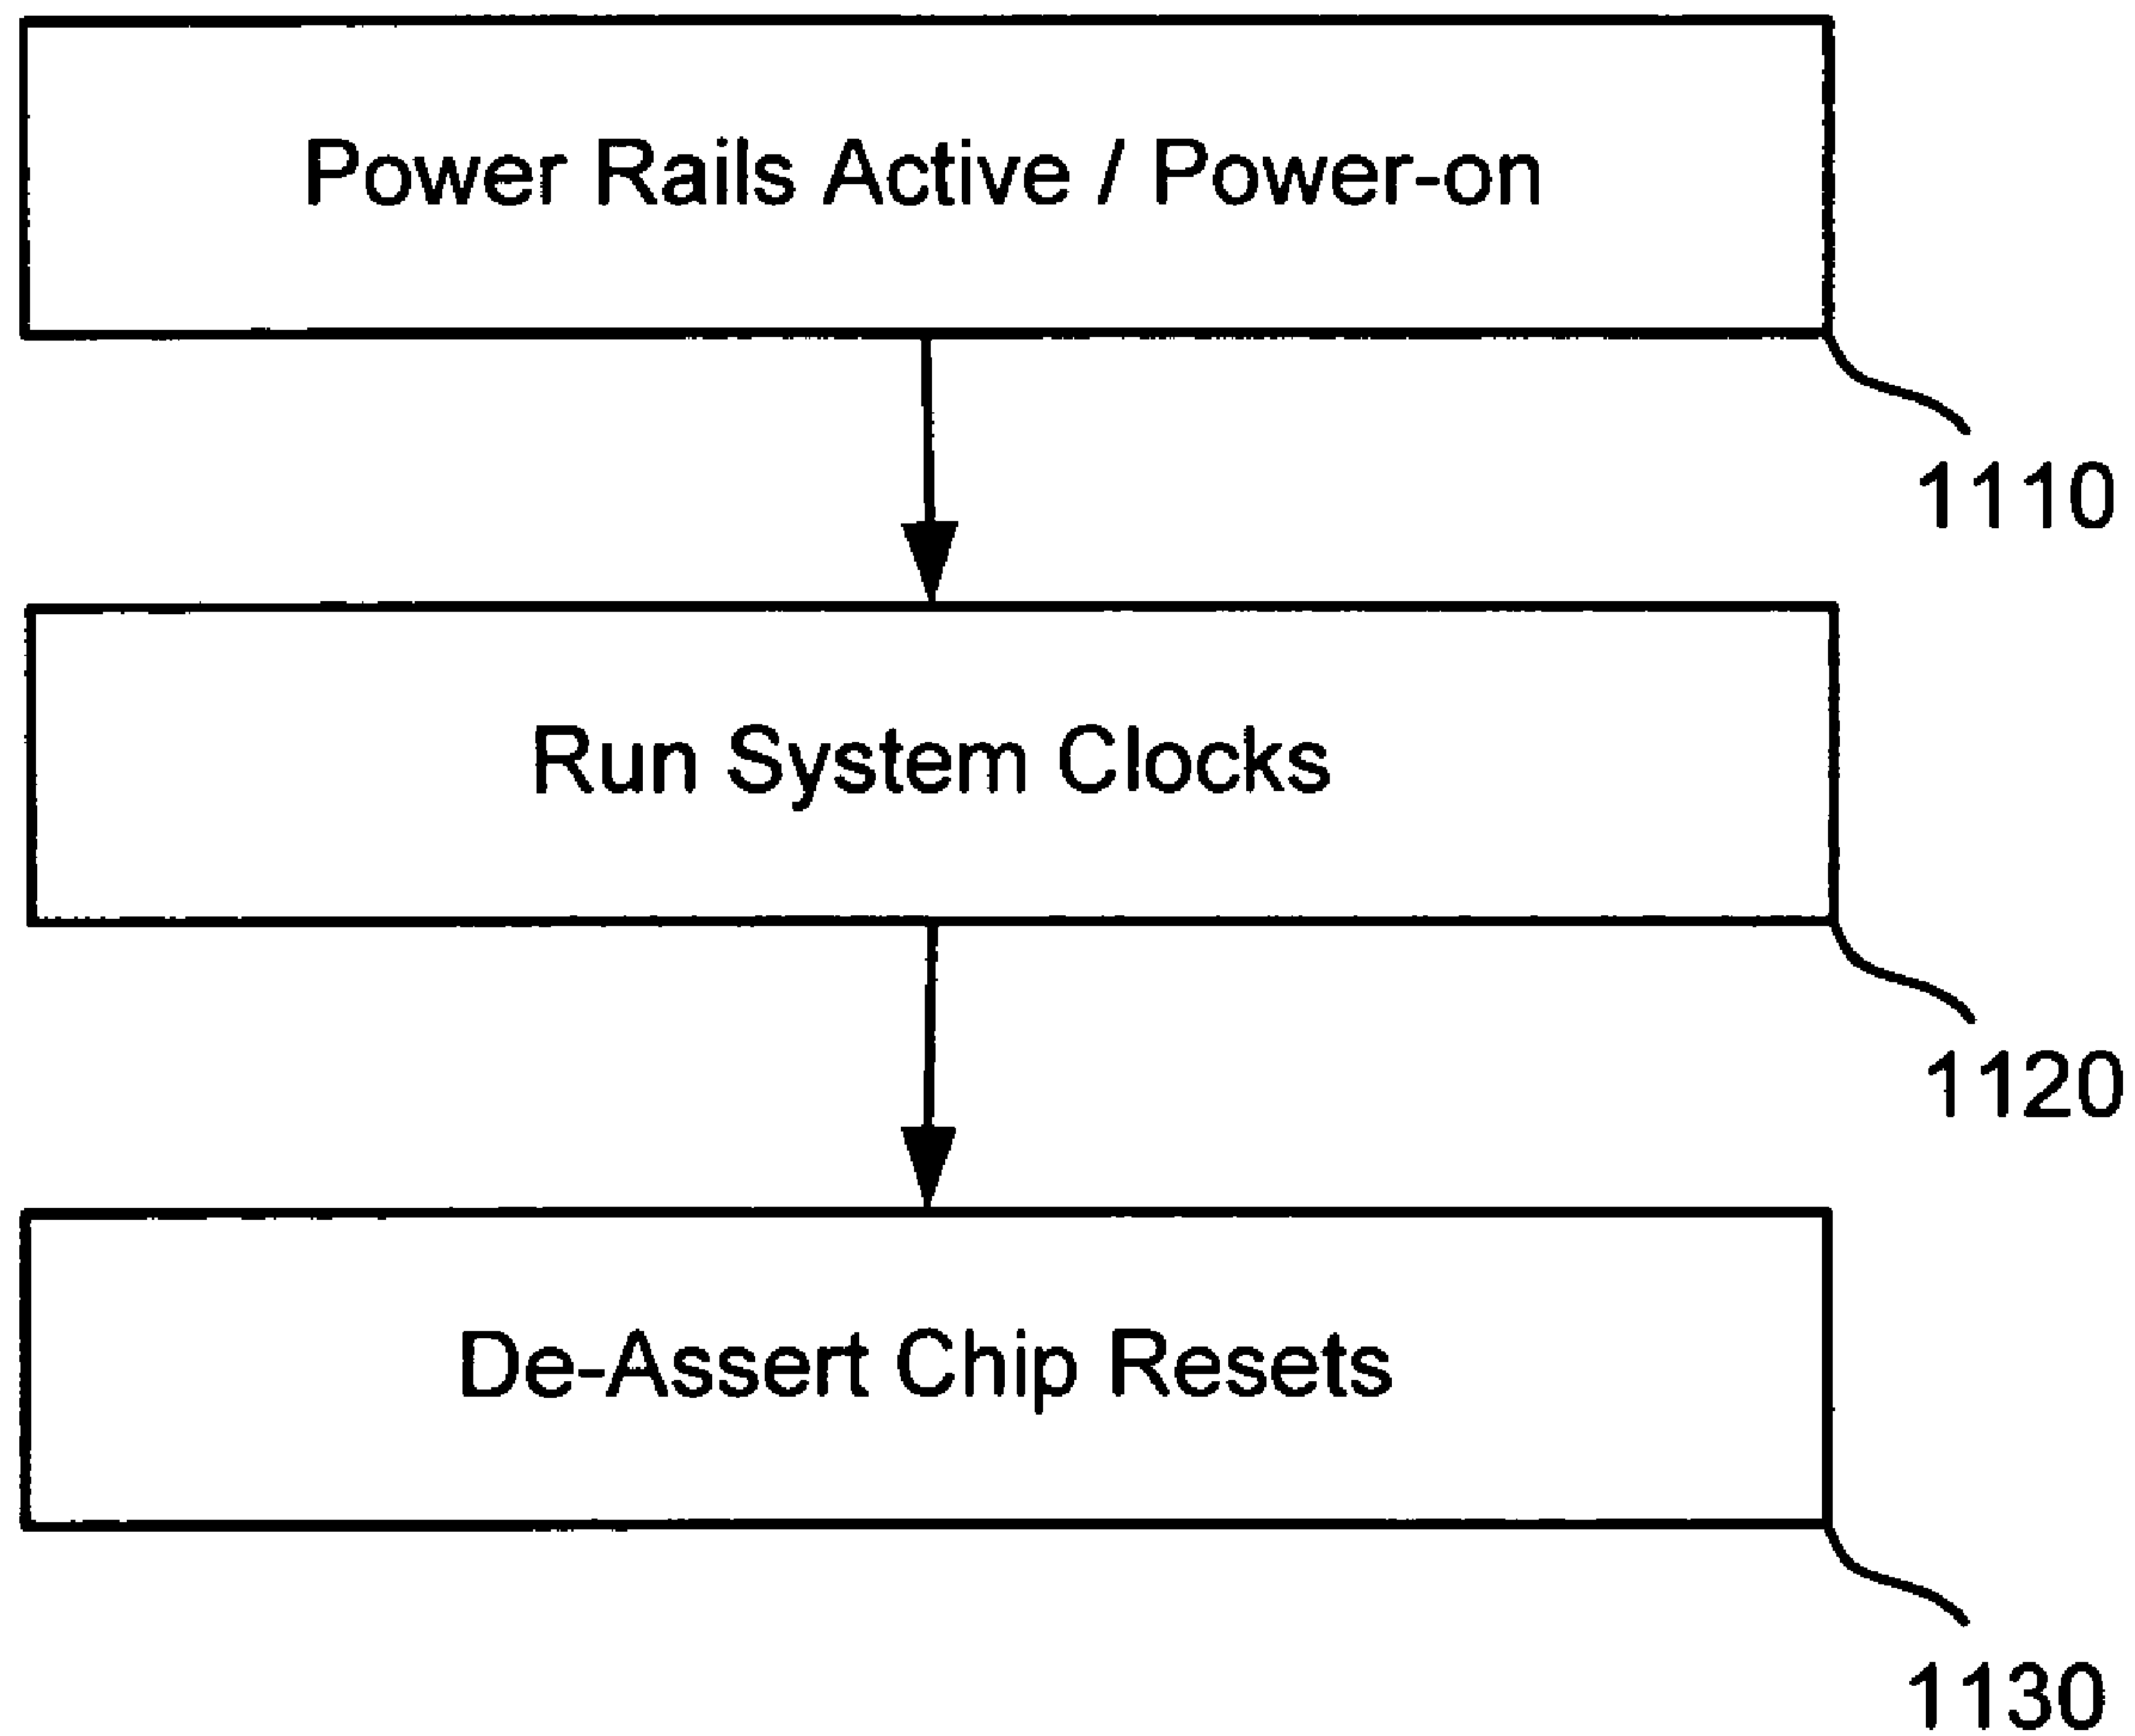 Power Rails Active / Power-on
1110
Run System Clocks
1120
De-Assert Chip Resets
1130